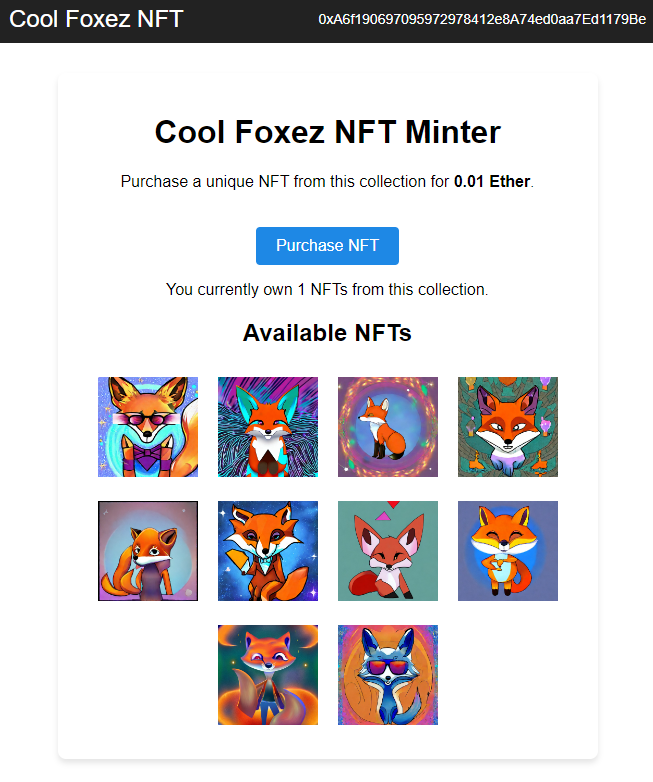 Cool Foxez NFT
0xA6f190697095972978412e8A74ed0aa7Ed1179Be
Cool Foxez NFT Minter
Purchase a unique NFT from this collection for 0.01 Ether.
Purchase NFT
You currently own 1 NFTs from this collection.
Available NFTs